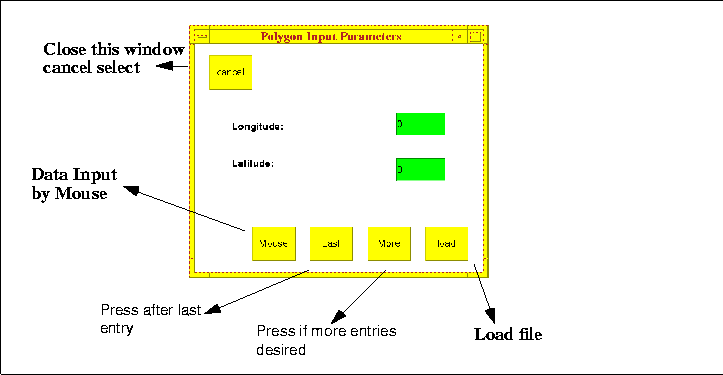 Polygon Input Parameters
Close this window
cancel select
cancel
Longitude:
0
Latitude:
0
Data Input
by Mouse
Mouse
Last
More
load
Press after last
entry
Press if more entries
desired
Load file